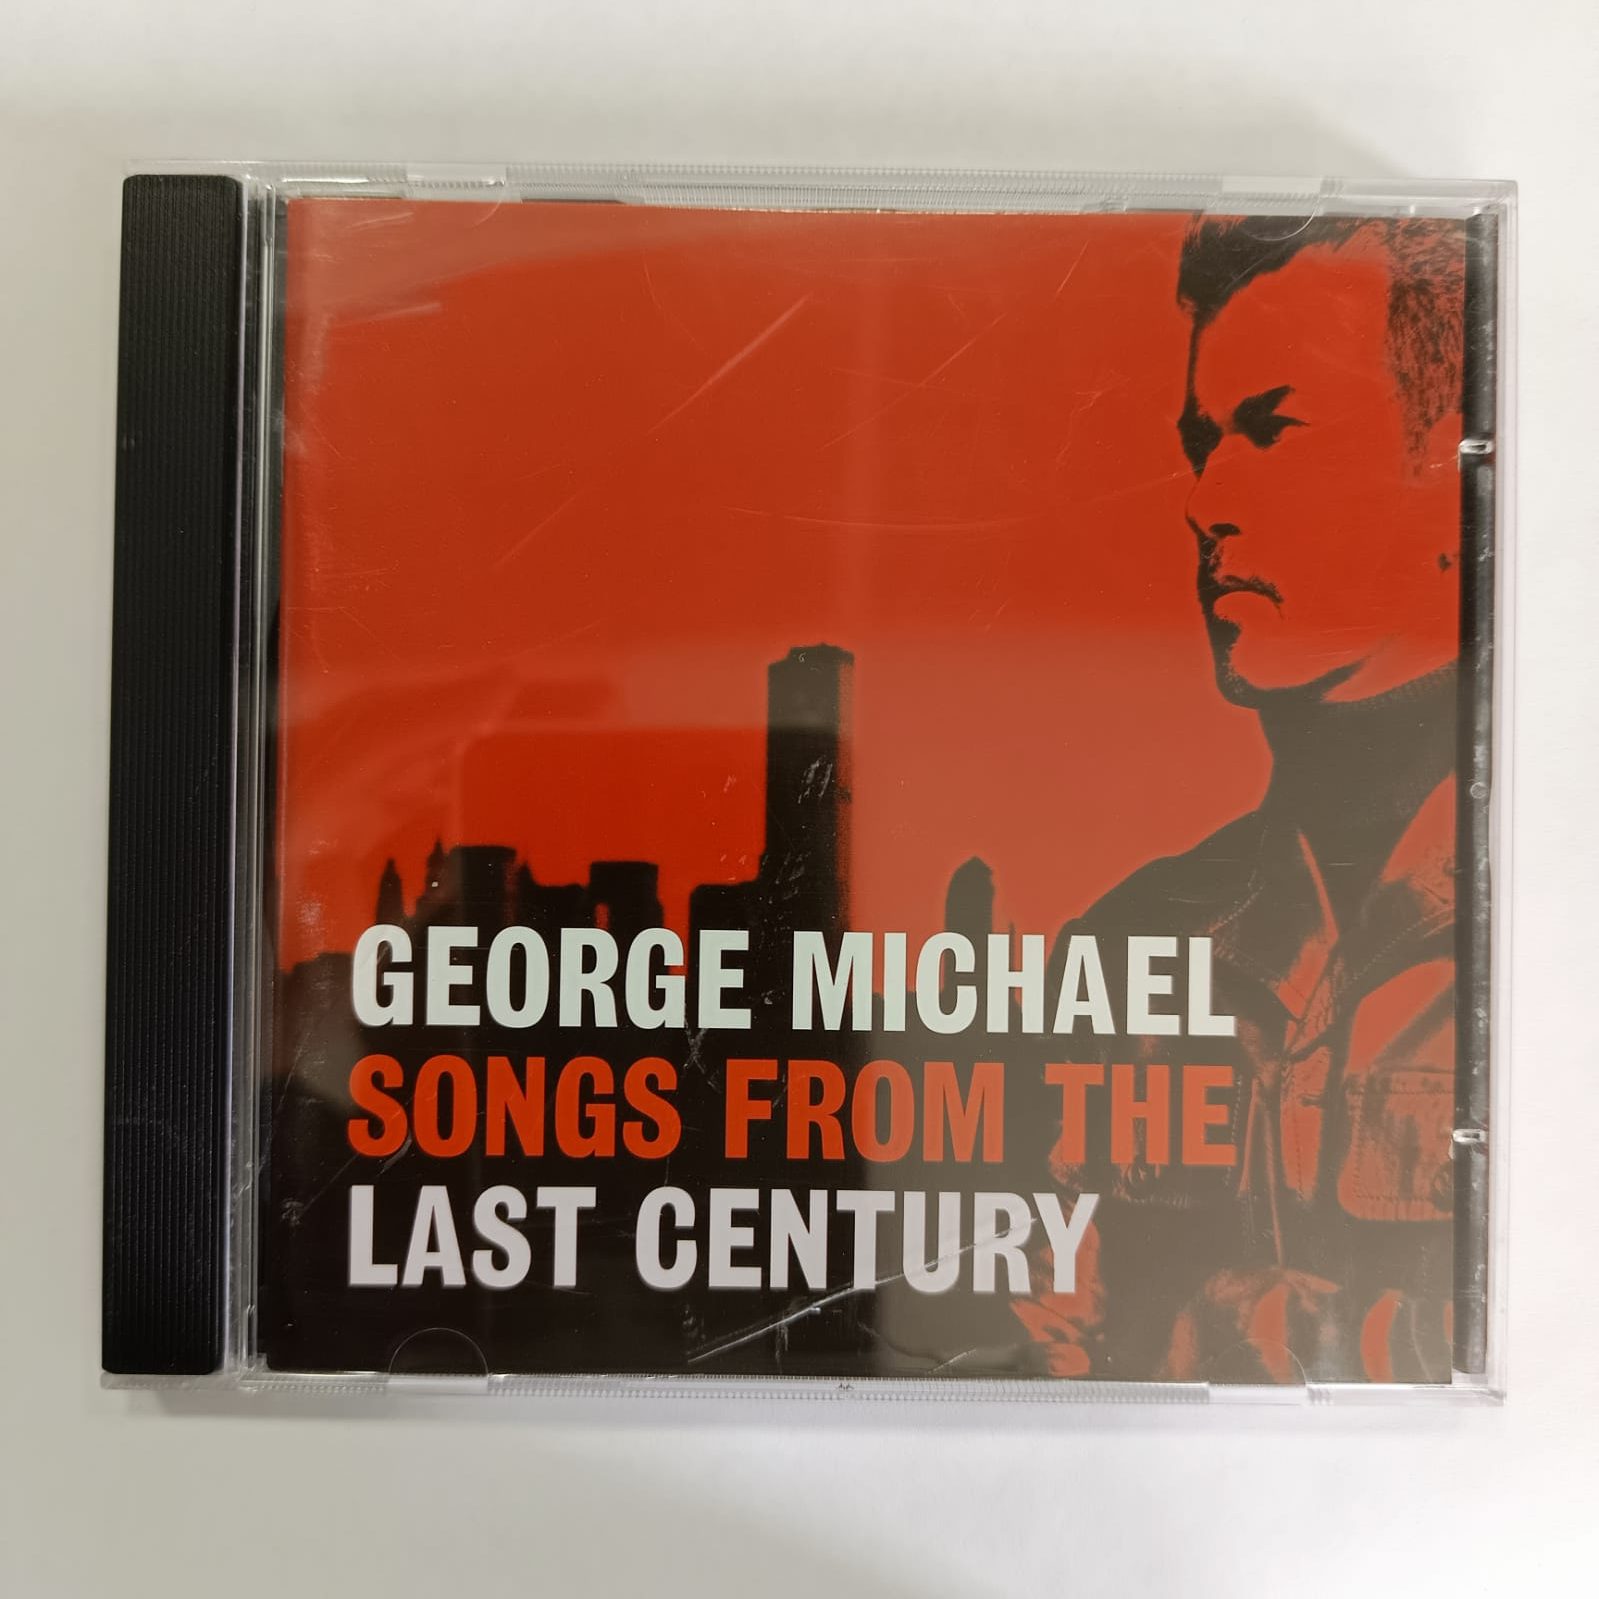 GEORGE MICHAEL
SONGS FROM THE
LAST CENTURY